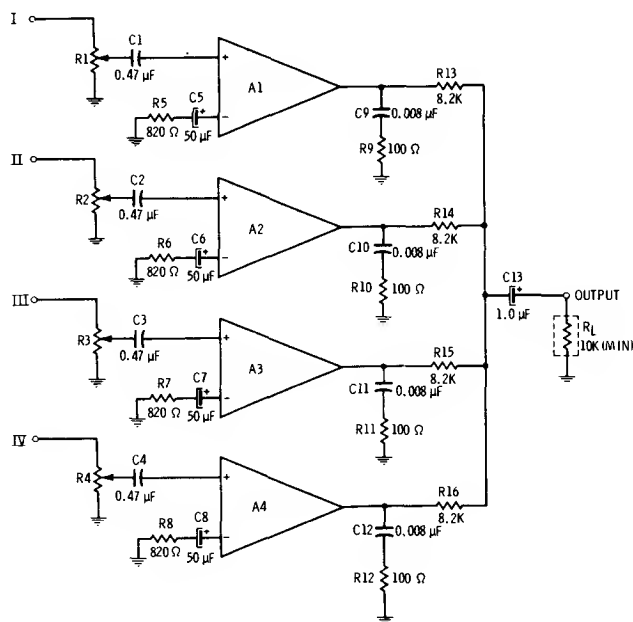 I
R1
C1
0.47 μF
+
A1
R5
820 Ω
C5
+
50 μF
-
C9
0.008 μF
R9
100 Ω
R13
8.2K
II
R2
C2
0.47 μF
+
A2
R6
820 Ω
C6
+
50 μF
-
C10
0.008 μF
R10
100 Ω
R14
8.2K
C13
+
1.0 μF
OUTPUT
RL
10K (MIN)
III
R3
C3
0.47 μF
+
A3
R7
820 Ω
C7
+
50 μF
-
C11
0.008 μF
R11
100 Ω
R15
8.2K
IV
R4
C4
0.47 μF
+
A4
R8
820 Ω
C8
+
50 μF
-
C12
0.008 μF
R12
100 Ω
R16
8.2K